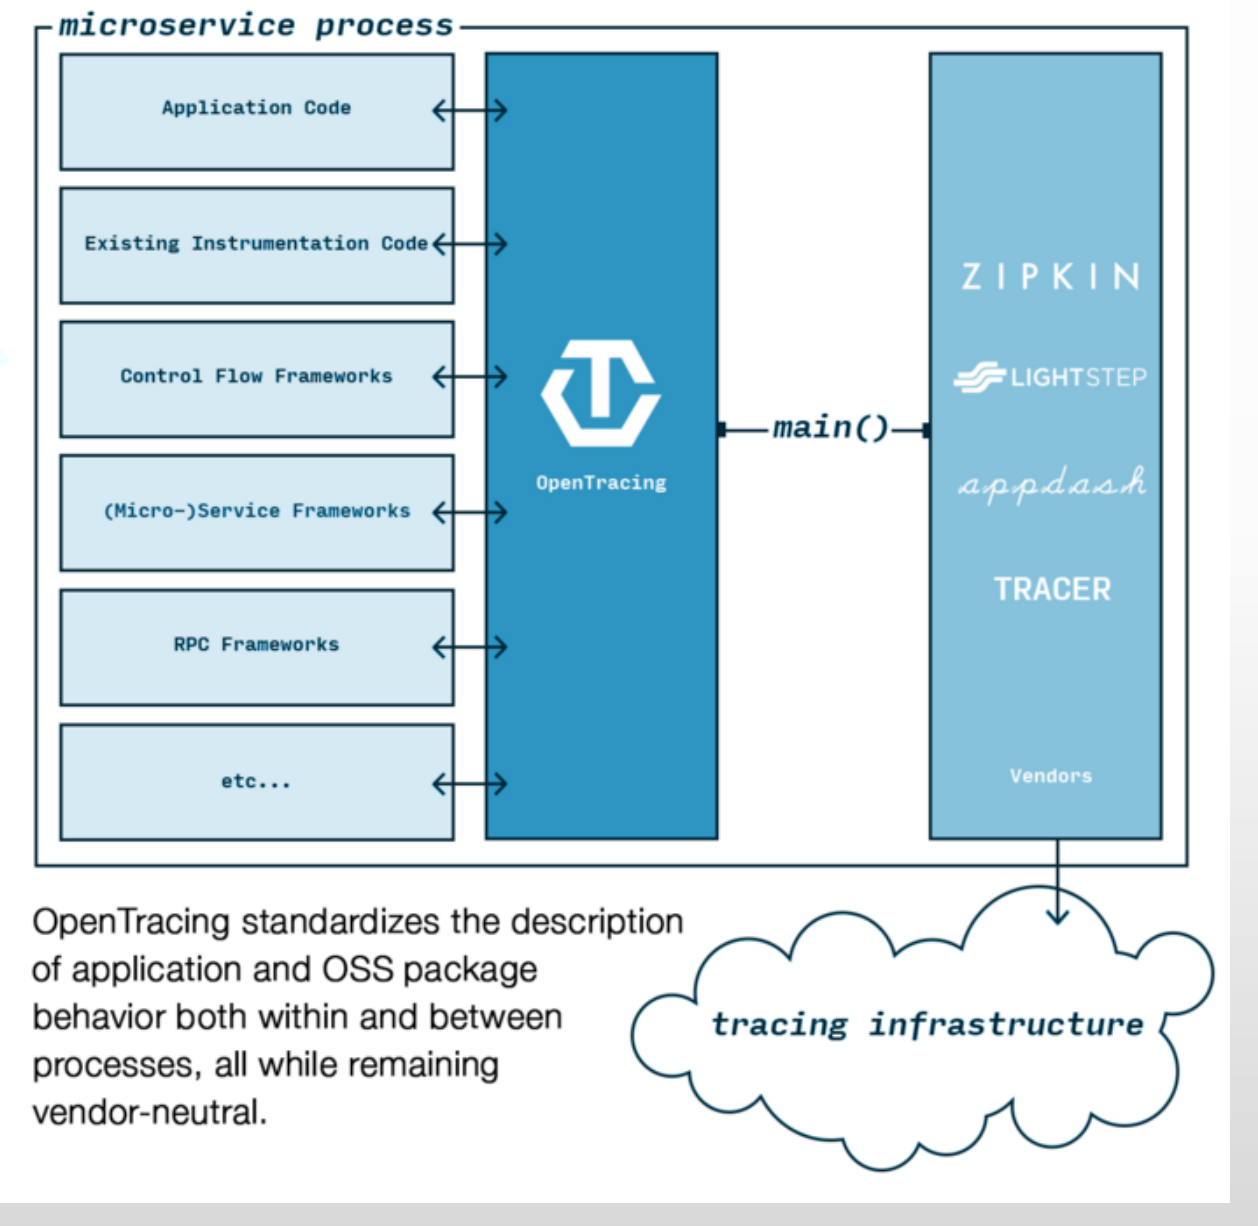 microservice process
Application Code
Existing Instrumentation Code
Control Flow Frameworks
(Micro-)Service Frameworks
RPC Frameworks
etc...
OpenTracing
main()
ZIPKIN
LIGHTSTEP
appdash
TRACER
Vendors
OpenTracing standardizes the description
of application and OSS package
behavior both within and between
processes, all while remaining
vendor-neutral.
tracing infrastructure